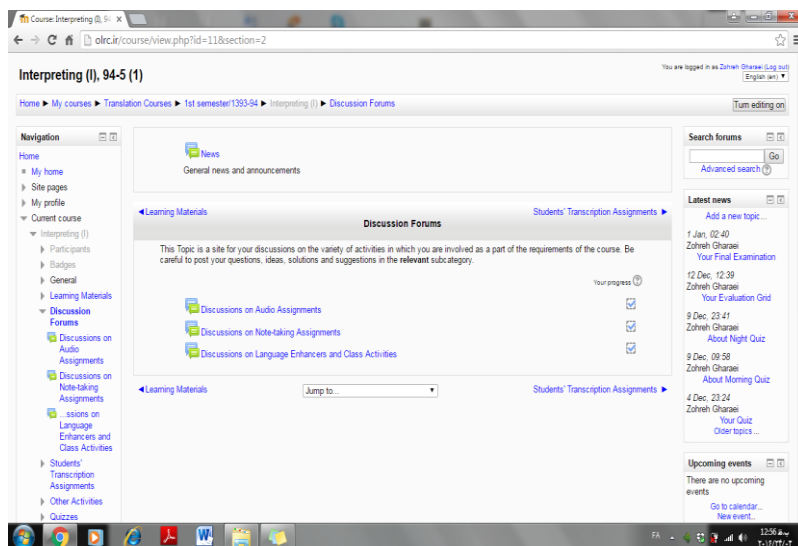 Course: Interpreting (I), 94
olrc.ir/course/view.php?id=11&section=2
Interpreting (I), 94-5 (1)
You are logged in as Zohreh Gharaei (Log out)
English (en)
Home ► My courses ► Translation Courses ► 1st semester/1393-94 ► Interpreting (I) ► Discussion Forums
Turn editing on
Navigation
Home
My home
Site pages
My profile
Current course
Interpreting (I)
Participants
Badges
General
Learning Materials
Discussion
Forums
Discussions on
Audio
Assignments
Discussions on
Note-taking
Assignments
...ssions on
Language
Enhancers and
Class Activities
Students'
Transcription
Assignments
Other Activities
Quizzes
News
General news and announcements
◄Learning Materials
Students' Transcription Assignments ►
Discussion Forums
This Topic is a site for your discussions on the variety of activities in which you are involved as a part of the requirements of the course. Be
careful to post your questions, ideas, solutions and suggestions in the relevant subcategory.
Your progress
Discussions on Audio Assignments
Discussions on Note-taking Assignments
Discussions on Language Enhancers and Class Activities
◄Learning Materials
Jump to...
Students' Transcription Assignments ►
Search forums
Go
Advanced search
Latest news
Add a new topic...
1 Jan, 02:40
Zohreh Gharaei
Your Final Examination
12 Dec, 12:39
Zohreh Gharaei
Your Evaluation Grid
9 Dec, 23:41
Zohreh Gharaei
About Night Quiz
9 Dec, 09:58
Zohreh Gharaei
About Morning Quiz
4 Dec, 23:24
Zohreh Gharaei
Your Quiz
Older topics ...
Upcoming events
There are no upcoming
events
Go to calendar...
New event...
FA
12:56 ب.ظ